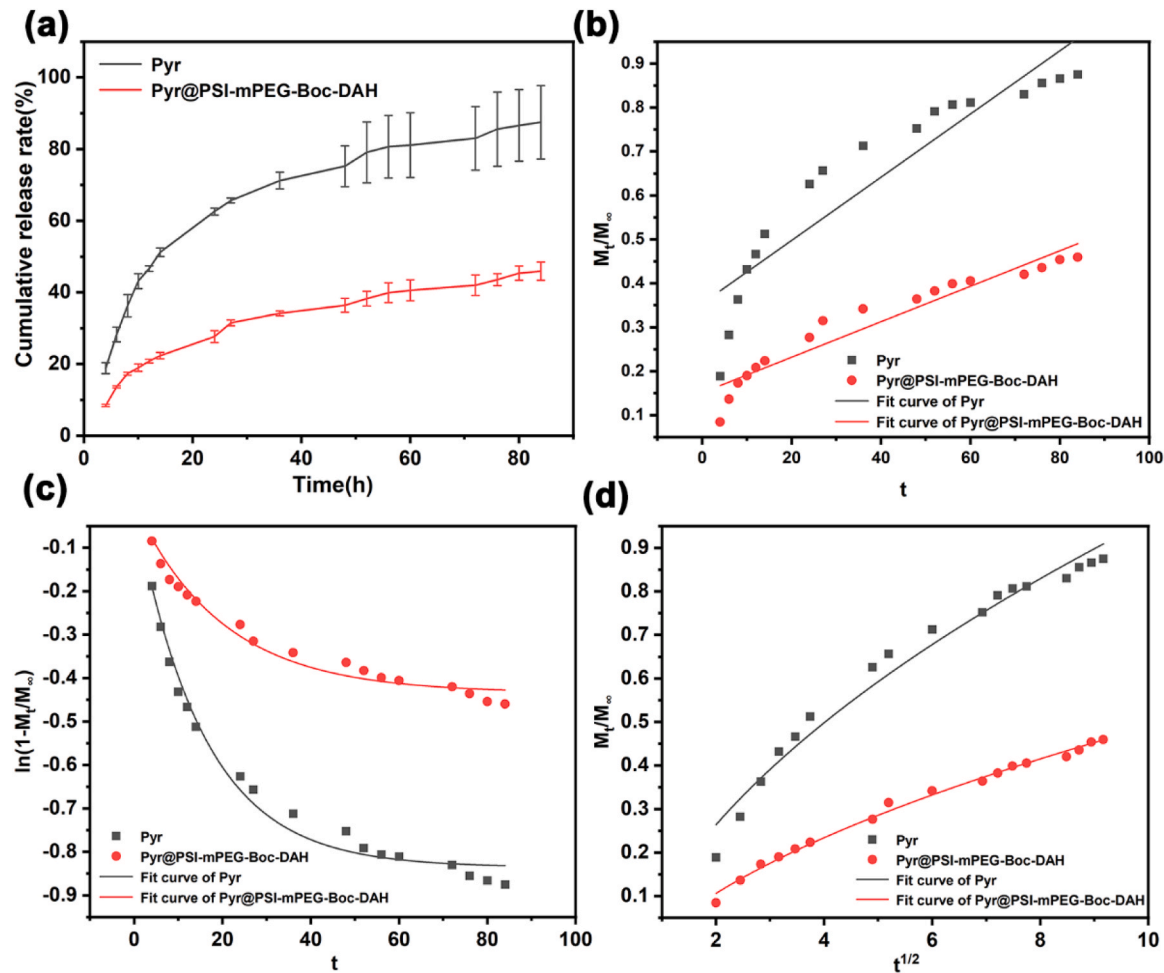 (a)
Pyr
Pyr@PSI-mPEG-Boc-DAH
Cumulative release rate(%)
100
80
60
40
20
0
0 20 40 60 80
Time(h)
(b)
M_t/M_∞
0.9
0.8
0.7
0.6
0.5
0.4
0.3
0.2
0.1
Pyr
Pyr@PSI-mPEG-Boc-DAH
Fit curve of Pyr
Fit curve of Pyr@PSI-mPEG-Boc-DAH
0 20 40 60 80 100
t
(c)
ln(1-M_t/M_∞)
-0.1
-0.2
-0.3
-0.4
-0.5
-0.6
-0.7
-0.8
-0.9
Pyr
Pyr@PSI-mPEG-Boc-DAH
Fit curve of Pyr
Fit curve of Pyr@PSI-mPEG-Boc-DAH
0 20 40 60 80 100
t
(d)
M_t/M_∞
0.9
0.8
0.7
0.6
0.5
0.4
0.3
0.2
0.1
Pyr
Pyr@PSI-mPEG-Boc-DAH
Fit curve of Pyr
Fit curve of Pyr@PSI-mPEG-Boc-DAH
2 4 6 8 10
t^1/2